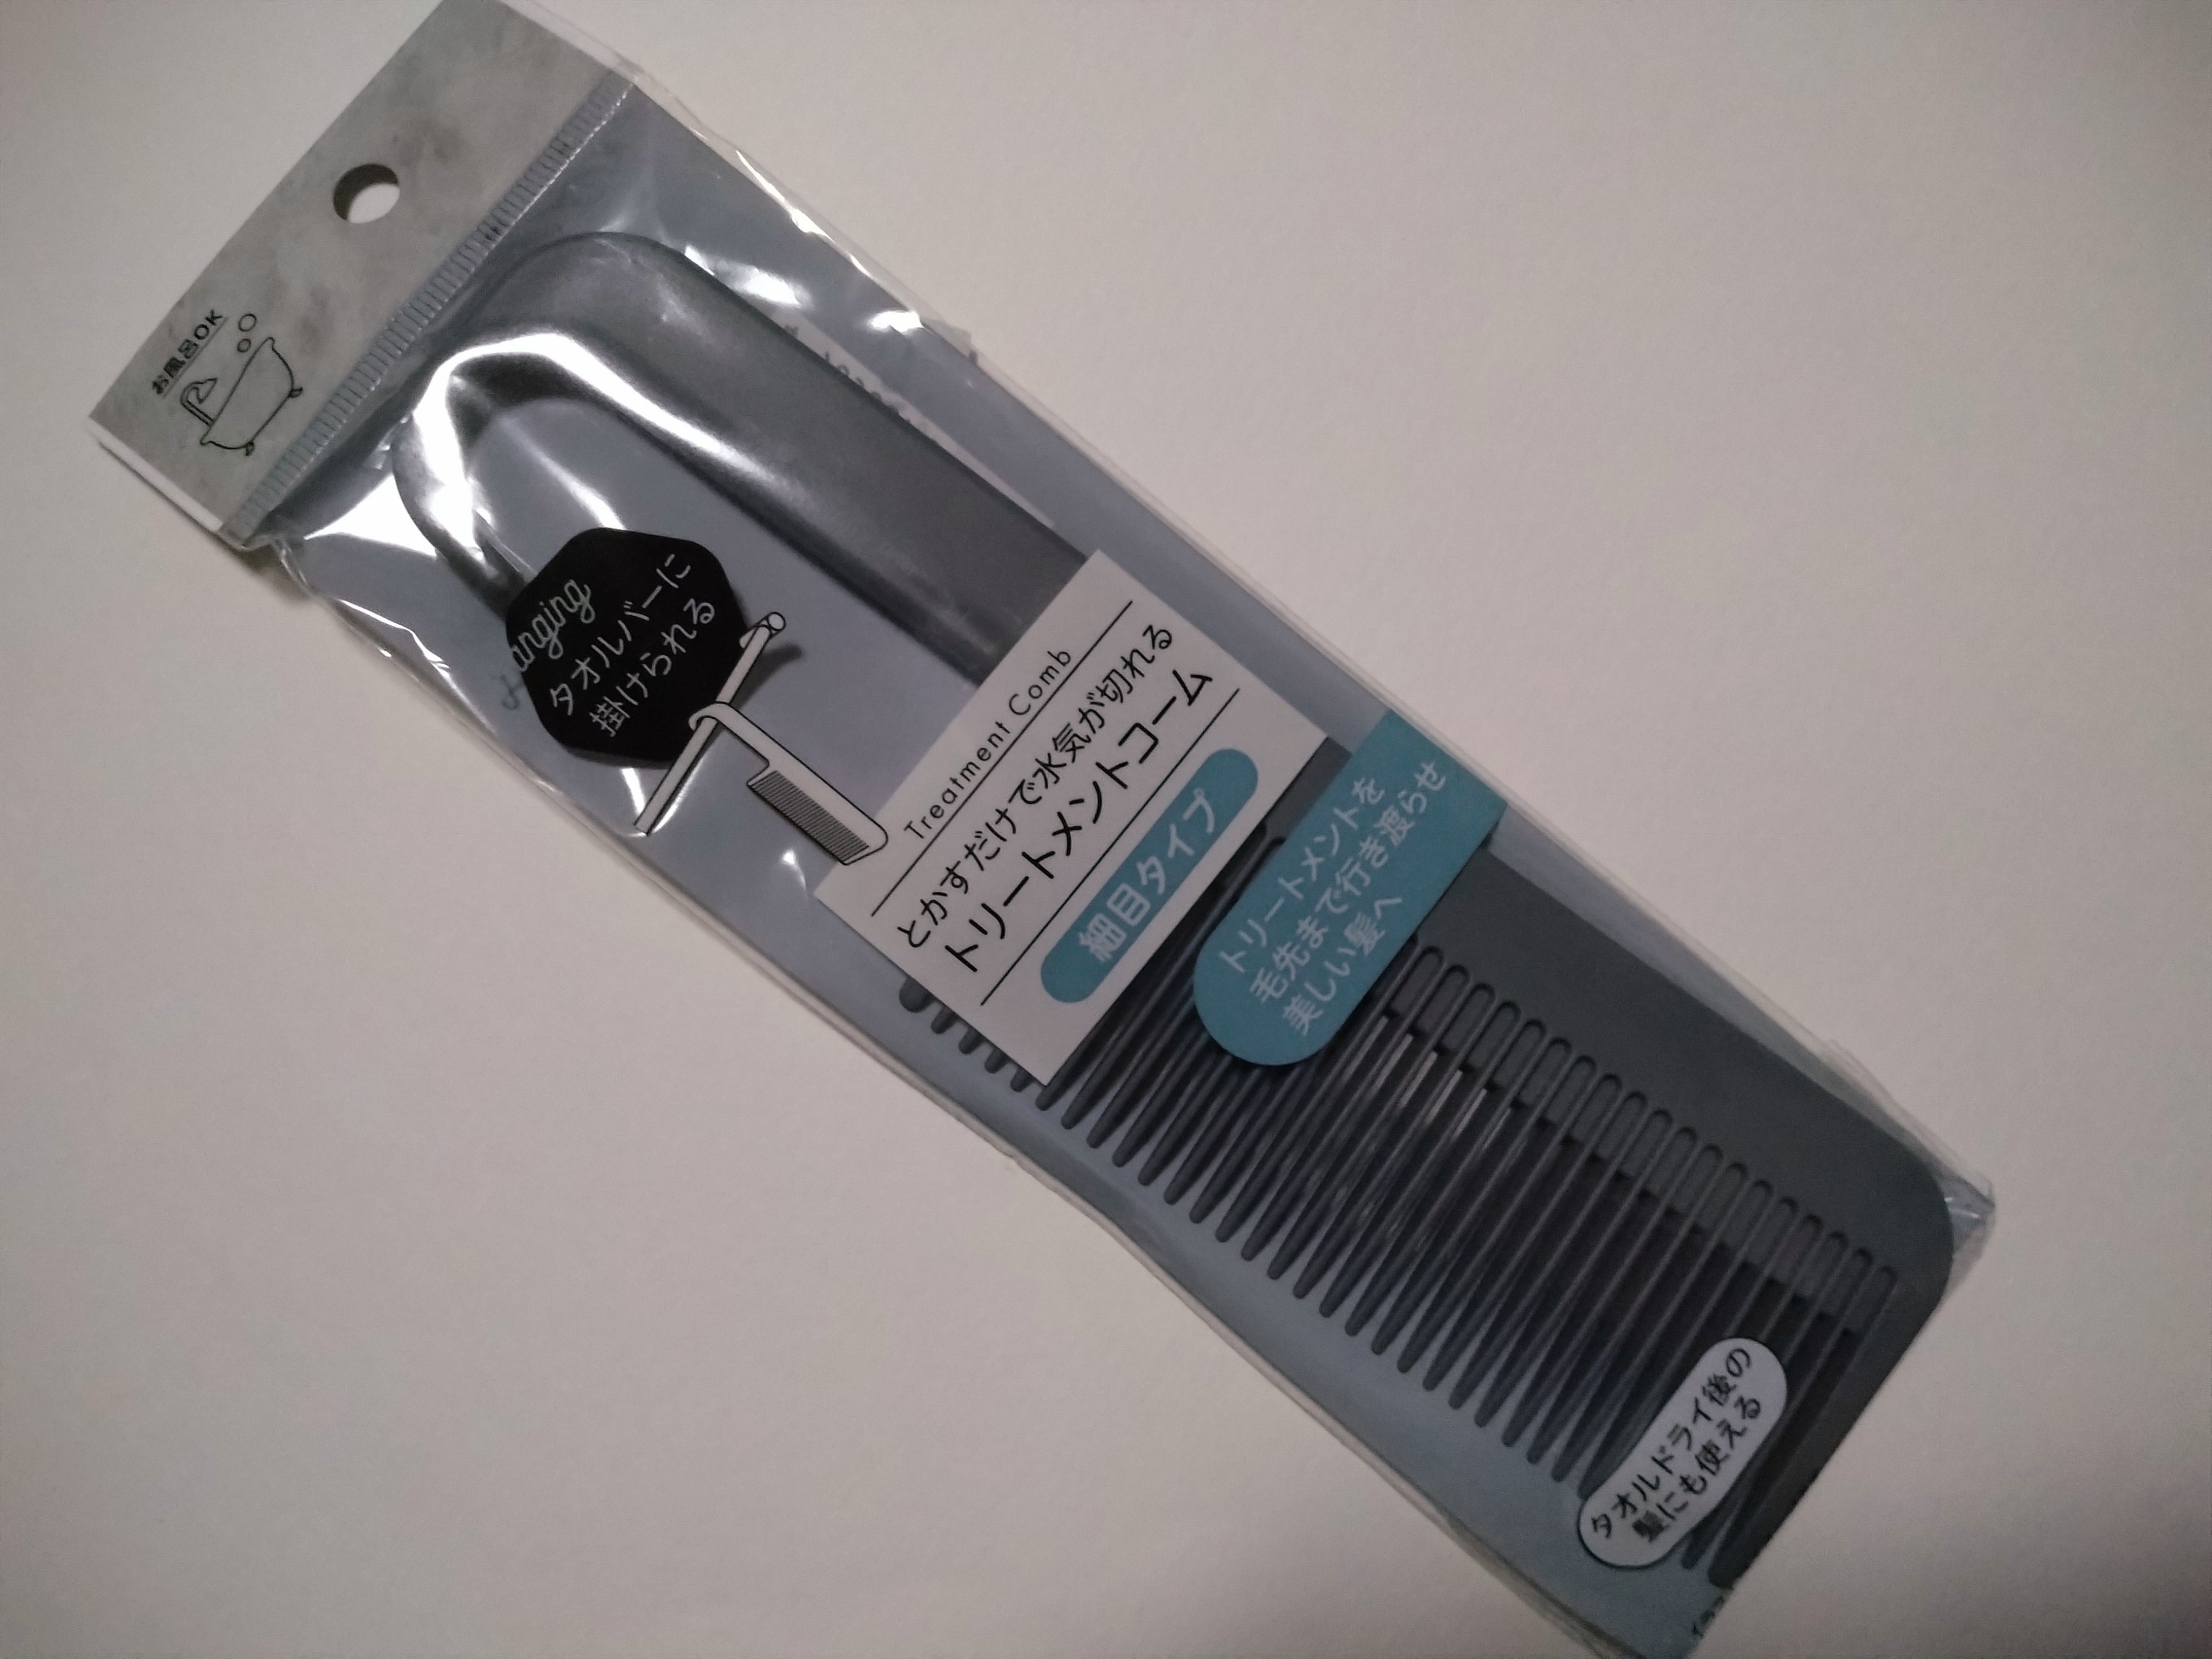 お風呂OK
Hanging
タオルバーに
掛けられる
Treatment Comb
とかすだけで水気が切れる
トリートメントコーム
細目タイプ
トリートメントを
毛先まで行き渡らせ
美しい髪へ
タオルドライ後の
髪にも使える